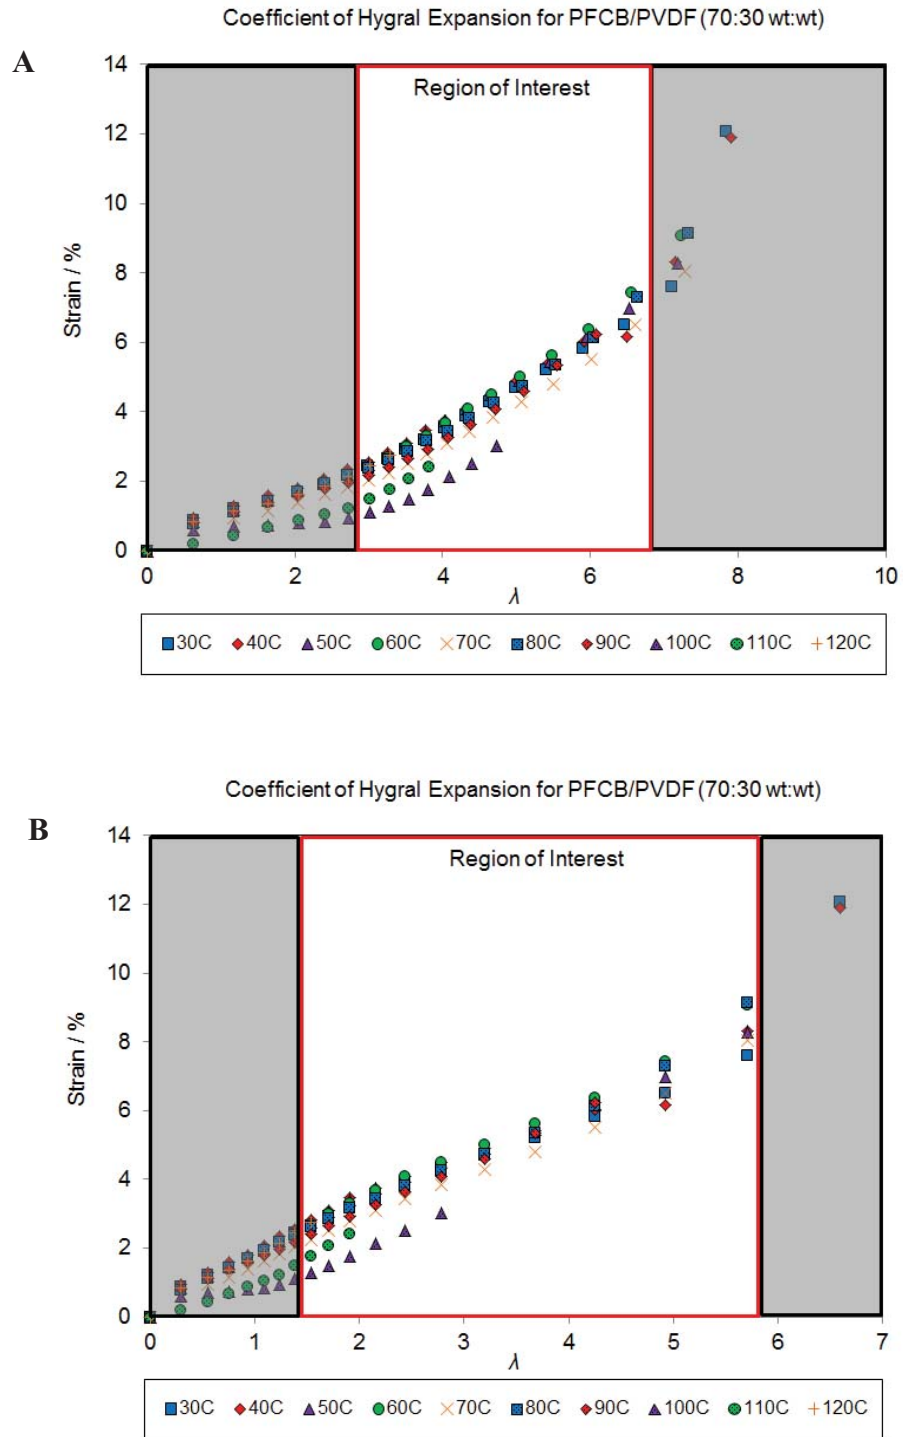 Coefficient of Hygral Expansion for PFCB/PVDF (70:30 wt:wt)
A
14
Region of Interest
12
10
8
Strain / %
6
4
2
0
0 2 4 6 8 10
λ
30C 40C 50C 60C 70C 80C 90C 100C 110C 120C
Coefficient of Hygral Expansion for PFCB/PVDF (70:30 wt:wt)
B
14
Region of Interest
12
10
8
Strain / %
6
4
2
0
0 1 2 3 4 5 6 7
λ
30C 40C 50C 60C 70C 80C 90C 100C 110C 120C